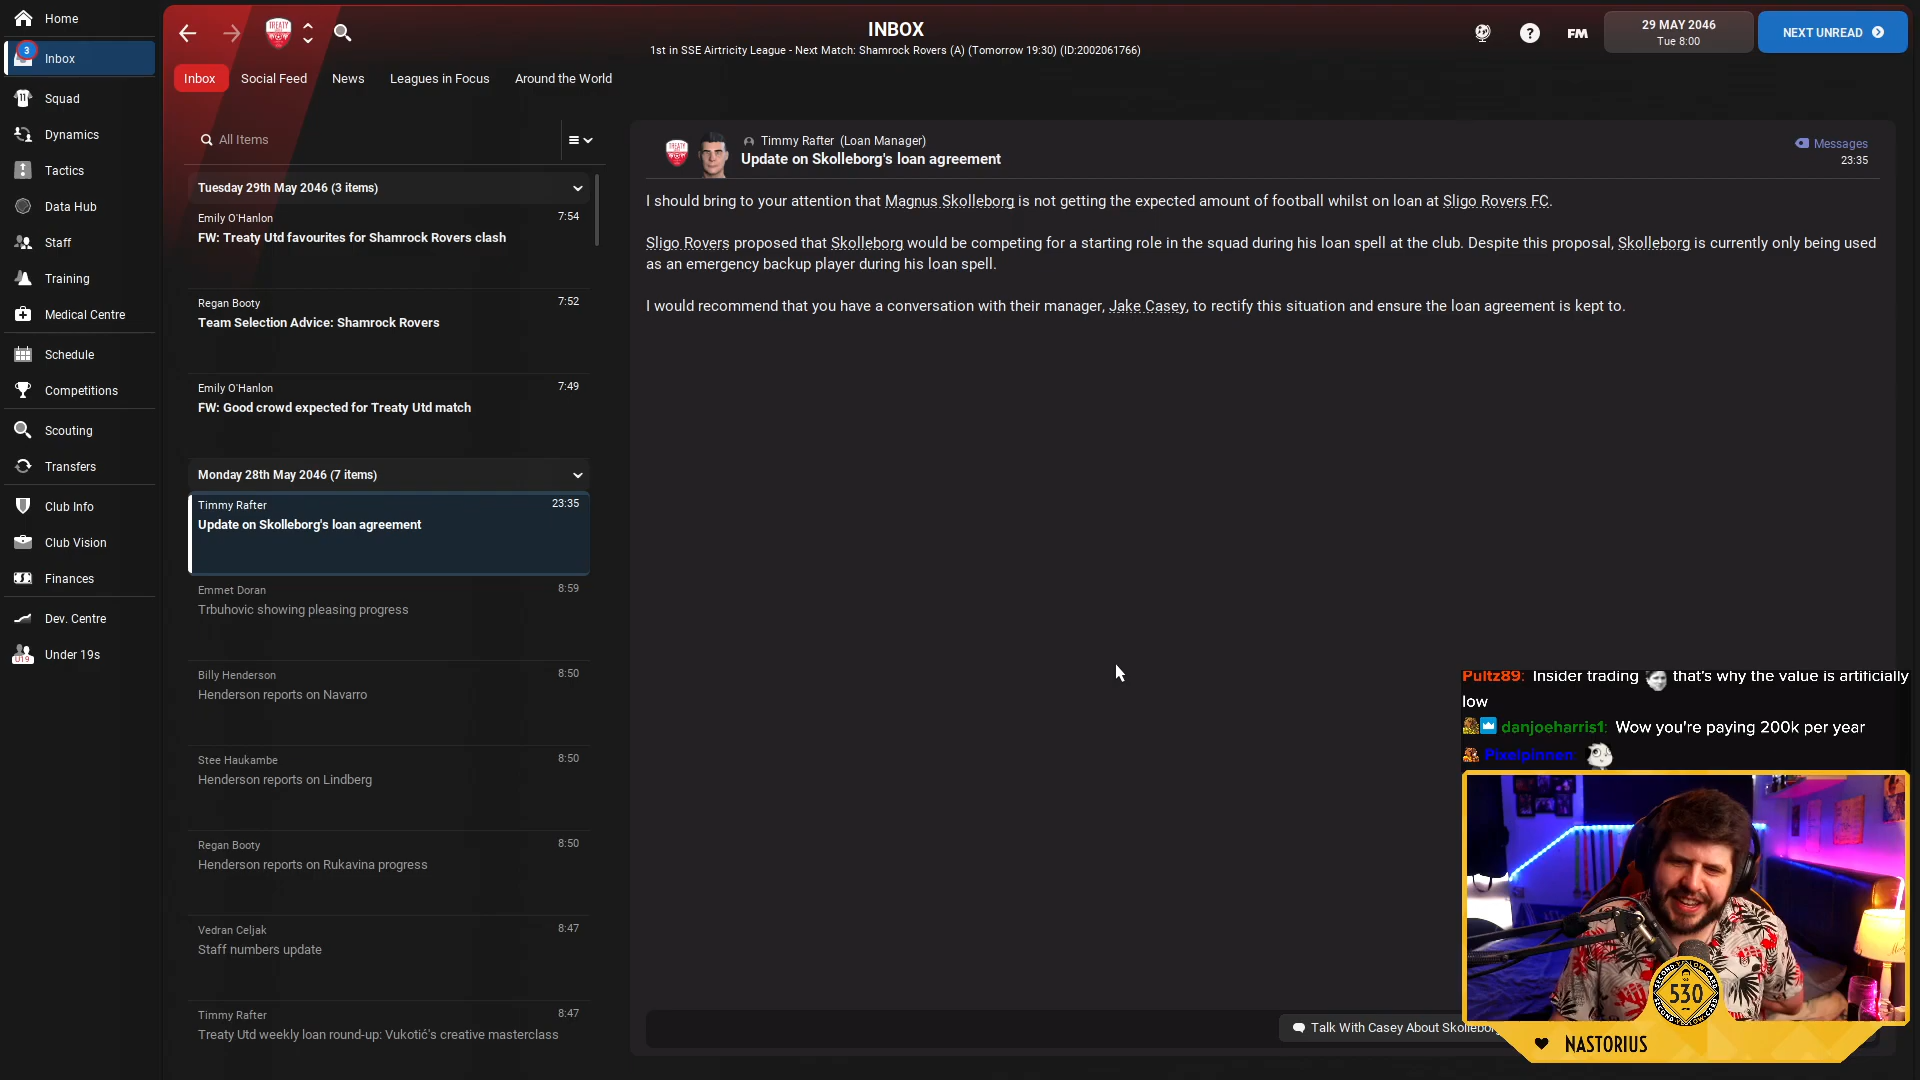 Home
3
Inbox
Squad
Dynamics
Tactics
Data Hub
Staff
Training
Medical Centre
Schedule
Competitions
Scouting
Transfers
Club Info
Club Vision
Finances
Dev. Centre
U19
Under 19s
TREATY
INBOX
1st in SSE Airtricity League - Next Match: Shamrock Rovers (A) (Tomorrow 19:30) (ID:2002061766)
?
FM
29 MAY 2046
Tue 8:00
NEXT UNREAD
Inbox
Social Feed
News
Leagues in Focus
Around the World
All Items
Tuesday 29th May 2046 (3 items)
Emily O'Hanlon
7:54
FW: Treaty Utd favourites for Shamrock Rovers clash
Regan Booty
7:52
Team Selection Advice: Shamrock Rovers
Emily O'Hanlon
7:49
FW: Good crowd expected for Treaty Utd match
Monday 28th May 2046 (7 items)
Timmy Rafter
23:35
Update on Skolleborg's loan agreement
Emmet Doran
8:59
Trbuhovic showing pleasing progress
Billy Henderson
8:50
Henderson reports on Navarro
Stee Haukambe
8:50
Henderson reports on Lindberg
Regan Booty
8:50
Henderson reports on Rukavina progress
Vedran Celjak
8:47
Staff numbers update
Timmy Rafter
8:47
Treaty Utd weekly loan round-up: Vukotić's creative masterclass
TREATY
Timmy Rafter (Loan Manager)
Update on Skolleborg's loan agreement
Messages
23:35
I should bring to your attention that Magnus Skolleborg is not getting the expected amount of football whilst on loan at Sligo Rovers FC.
Sligo Rovers proposed that Skolleborg would be competing for a starting role in the squad during his loan spell at the club. Despite this proposal, Skolleborg is currently only being used
as an emergency backup player during his loan spell.
I would recommend that you have a conversation with their manager, Jake Casey, to rectify this situation and ensure the loan agreement is kept to.
Talk With Casey About Skolleborg
Pultz89: Insider trading that's why the value is artificially
low
danjoeharris1: Wow you're paying 200k per year
Pixelpinnen:
SECOND YELLOW CARD
530
NASTORIUS